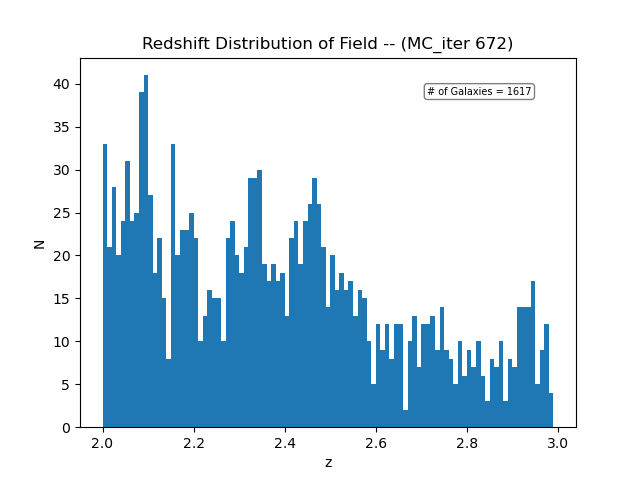 Redshift Distribution of Field -- (MC_iter 672)
# of Galaxies = 1617
40
35
30
25
20
15
10
5
0
N
2.0 2.2 2.4 2.6 2.8 3.0
z